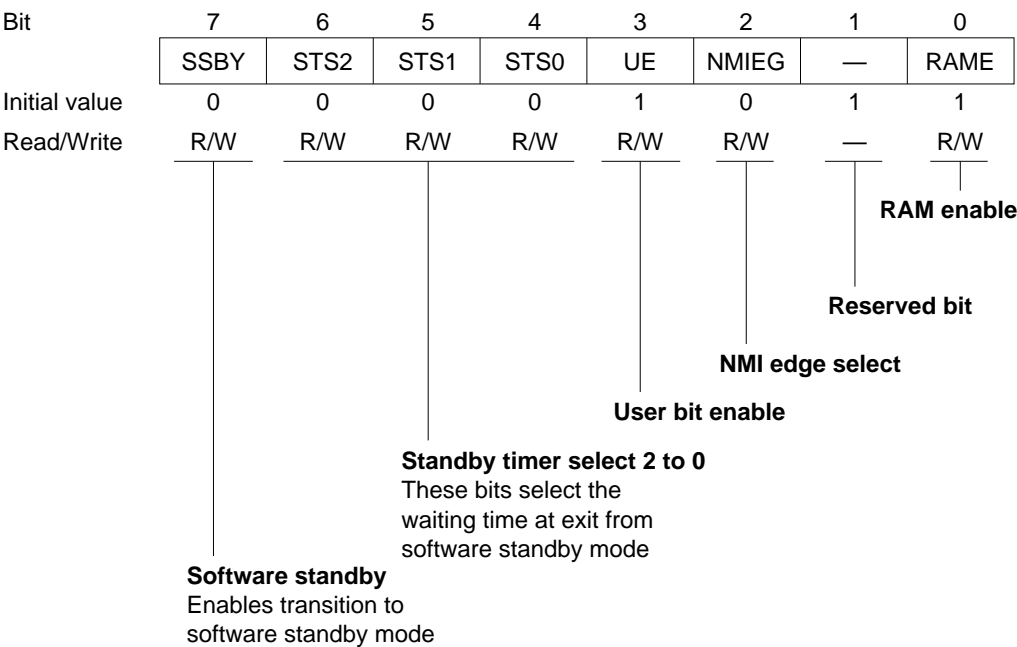 Bit 7 6 5 4 3 2 1 0
SSBY STS2 STS1 STS0 UE NMIEG — RAME
Initial value 0 0 0 0 1 0 1 1
Read/Write R/W R/W R/W R/W R/W R/W — R/W
RAM enable
Reserved bit
NMI edge select
User bit enable
Standby timer select 2 to 0
These bits select the
waiting time at exit from
software standby mode
Software standby
Enables transition to
software standby mode